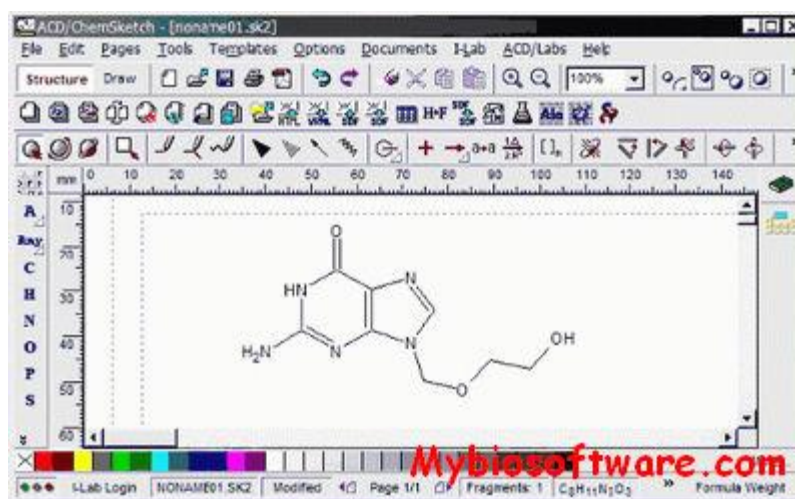 ACD/ChemSketch - [noname01.sk2]
File Edit Pages Tools Templates Options Documents I-Lab ACD/Labs Help
Structure Draw 100%
H-F
mm 0 10 20 30 40 50 60 70 80 90 100 110 120 130 140
A
10
20
C
H
30
N
O
40
P
50
S
60
O
HN
N
H2N
N
N
O
OH
Mybiosoftware.com
I-Lab Login NONAME01.SK2 Modified Page 1/1 Fragments: 1 C8H11N5O3 Formula Weight